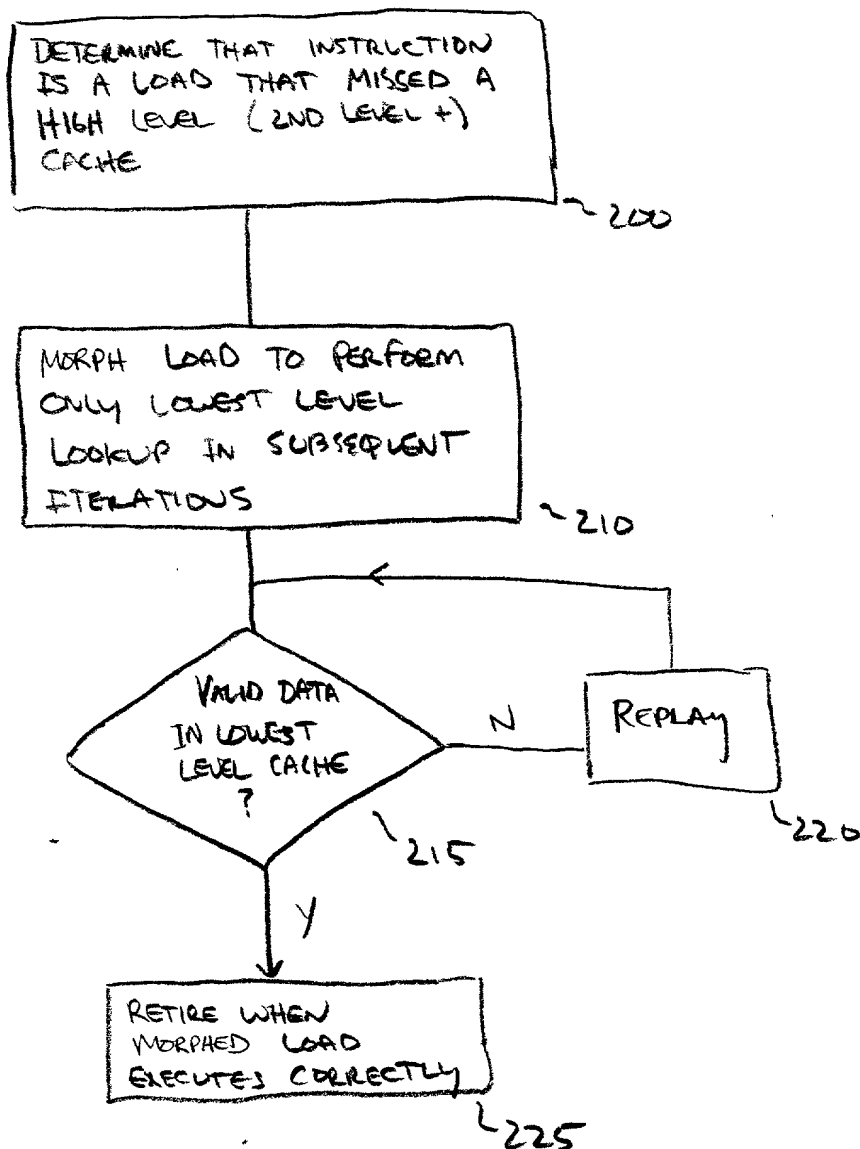 DETERMINE THAT INSTRUCTION
IS A LOAD THAT MISSED A
HIGH LEVEL (2ND LEVEL +)
CACHE
200
MORPH LOAD TO PERFORM
ONLY LOWEST LEVEL
LOOKUP IN SUBSEQUENT
ITERATIONS
210
VALID DATA
IN LOWEST
LEVEL CACHE
?
215
N
REPLAY
220
Y
RETIRE WHEN
MORPHED LOAD
EXECUTES CORRECTLY
225